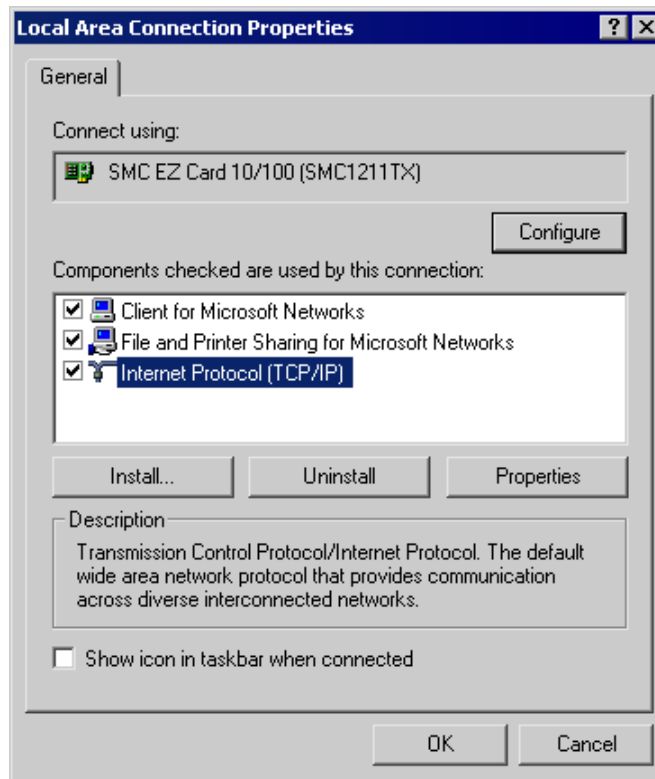 Local Area Connection Properties
General
Connect using:
SMC EZ Card 10/100 (SMC1211TX)
Configure
Components checked are used by this connection:
Client for Microsoft Networks
File and Printer Sharing for Microsoft Networks
Internet Protocol (TCP/IP)
Install... Uninstall Properties
Description
Transmission Control Protocol/Internet Protocol. The default
wide area network protocol that provides communication
across diverse interconnected networks.
Show icon in taskbar when connected
OK Cancel